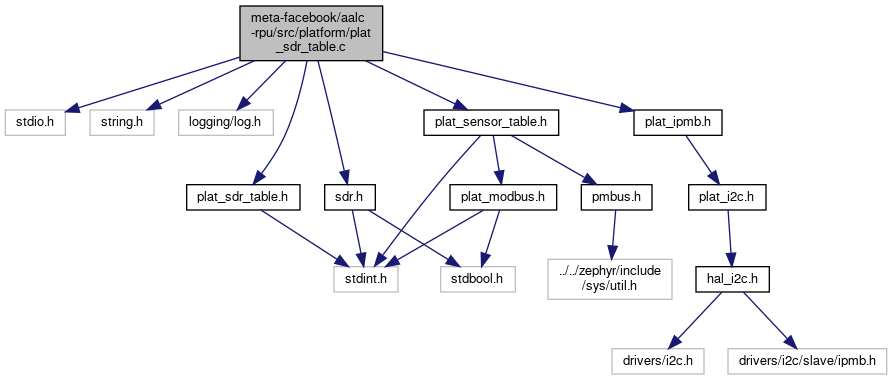 meta-facebook/aalc
-rpu/src/platform/plat
_sdr_table.c
stdio.h
string.h
logging/log.h
plat_sensor_table.h
plat_ipmb.h
plat_sdr_table.h
sdr.h
plat_modbus.h
pmbus.h
plat_i2c.h
stdint.h
stdbool.h
../../zephyr/include
/sys/util.h
hal_i2c.h
drivers/i2c.h
drivers/i2c/slave/ipmb.h